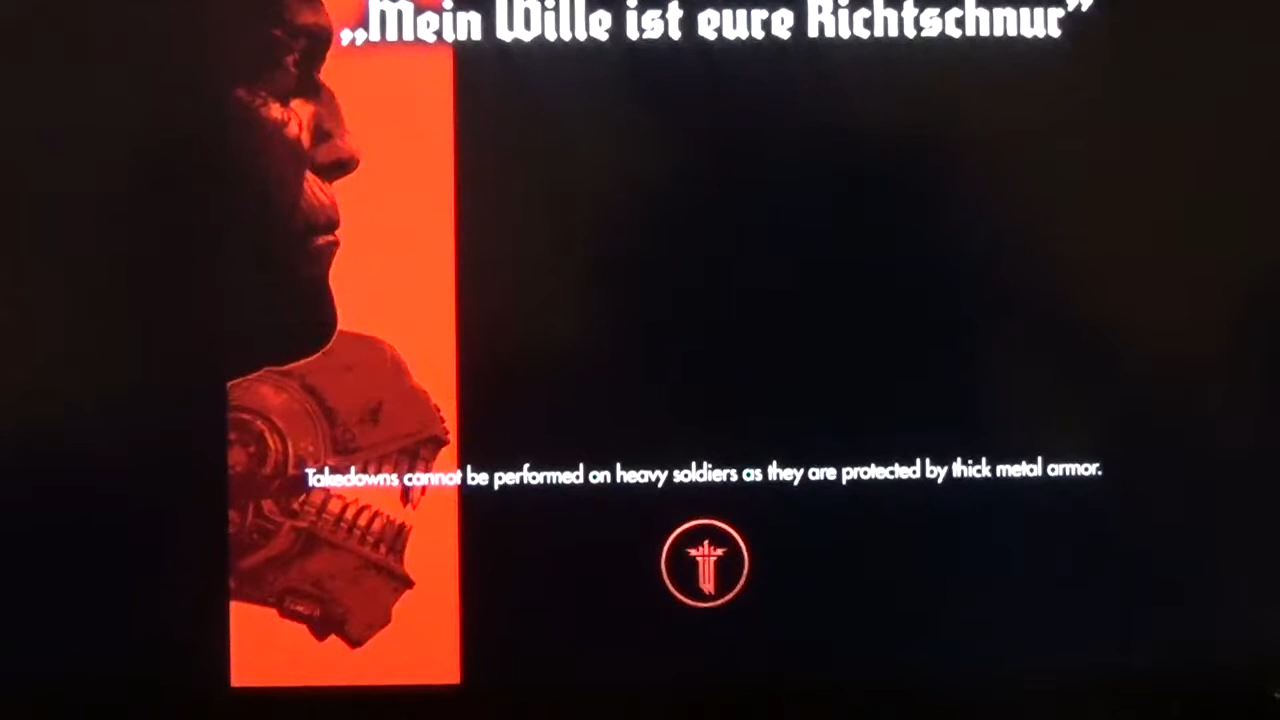 „Mein Wille ist eure Richtschnur”
Takedowns cannot be performed on heavy soldiers as they are protected by thick metal armor.